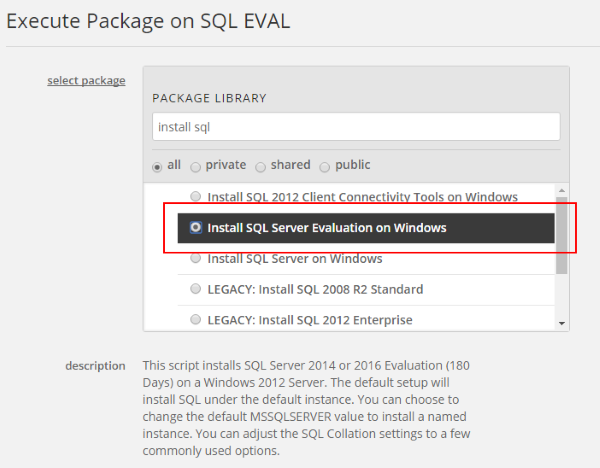 Execute Package on SQL EVAL
select package
PACKAGE LIBRARY
install sql
all private shared public
Install SQL 2012 Client Connectivity Tools on Windows
Install SQL Server Evaluation on Windows
Install SQL Server on Windows
LEGACY: Install SQL 2008 R2 Standard
LEGACY: Install SQL 2012 Enterprise
description
This script installs SQL Server 2014 or 2016 Evaluation (180
Days) on a Windows 2012 Server. The default setup will
install SQL under the default instance. You can choose to
change the default MSSQLSERVER value to install a named
instance. You can adjust the SQL Collation settings to a few
commonly used options.